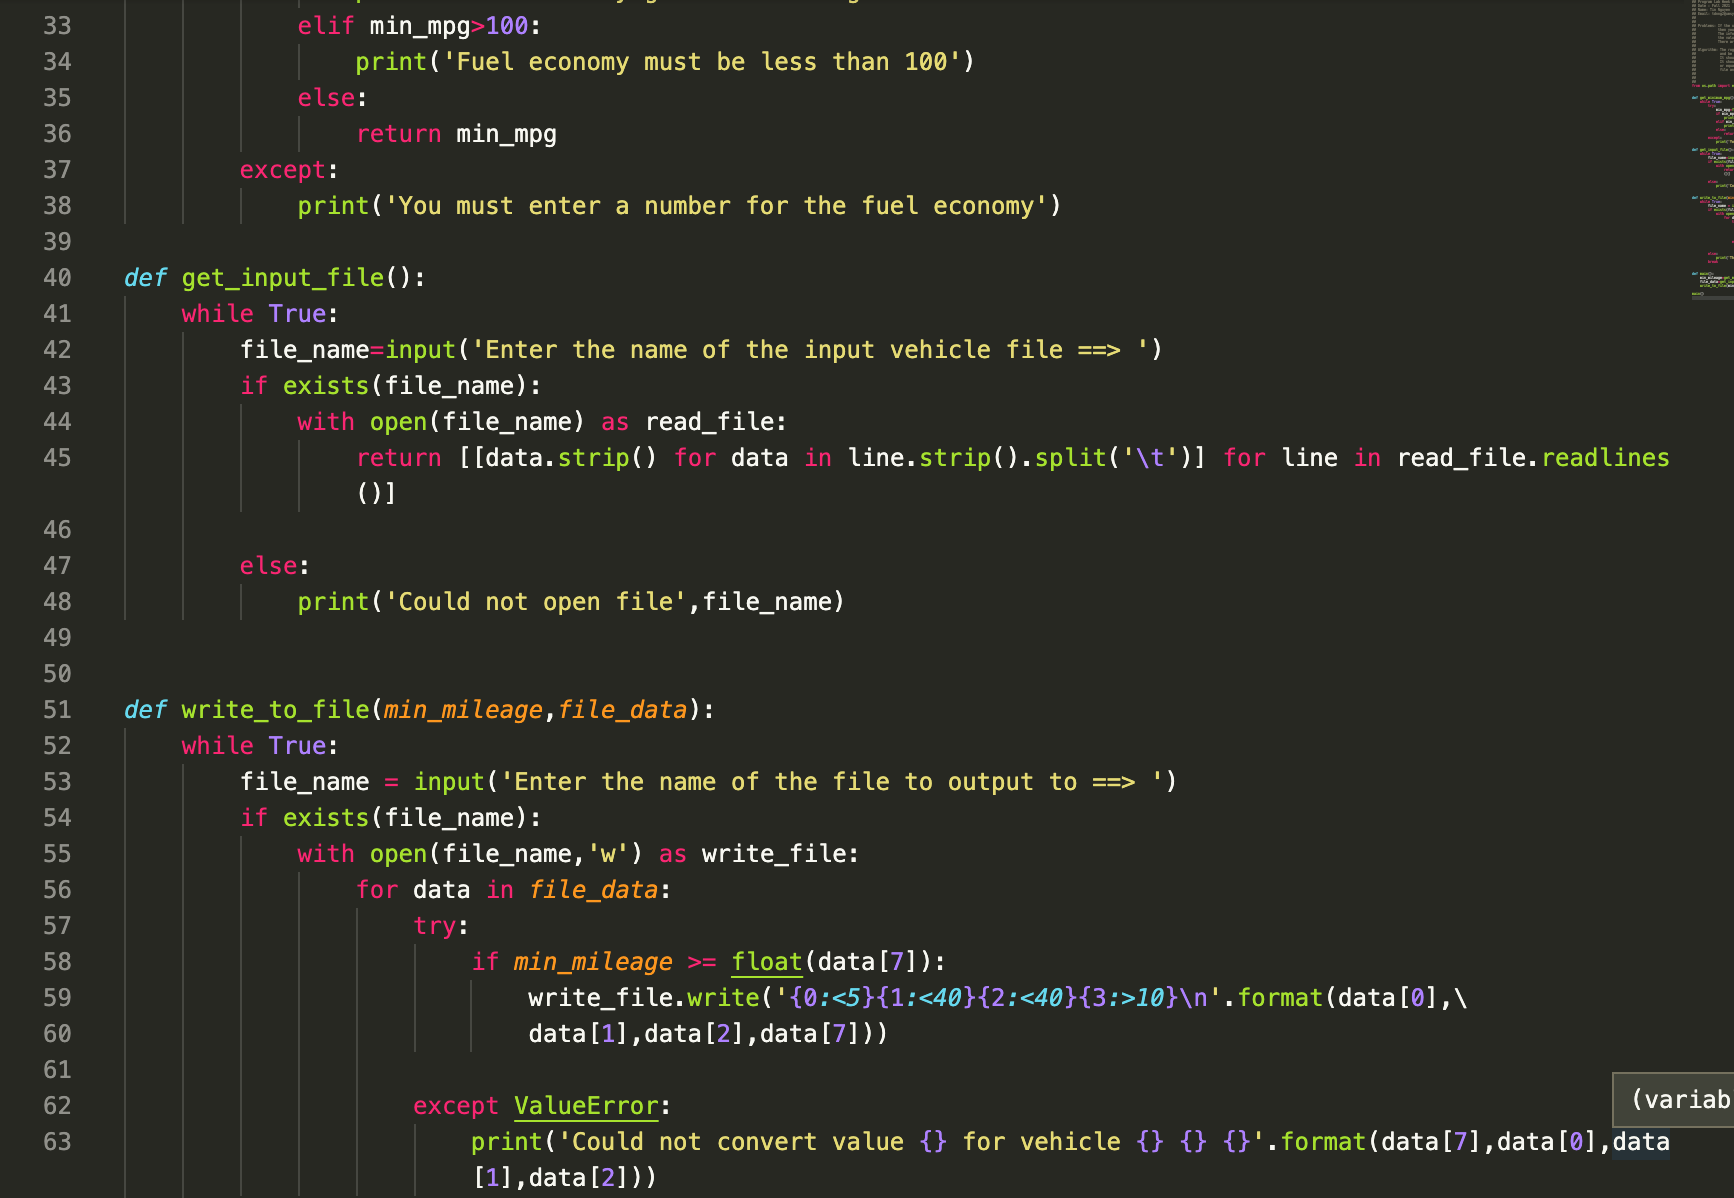 33 elif min_mpg>100:
34 print('Fuel economy must be less than 100')
35 else:
36 return min_mpg
37 except:
38 print('You must enter a number for the fuel economy')
39
40 def get_input_file():
41 while True:
42 file_name=input('Enter the name of the input vehicle file ==> ')
43 if exists(file_name):
44 with open(file_name) as read_file:
45 return [[data.strip() for data in line.strip().split('\t')] for line in read_file.readlines
()]
46
47 else:
48 print('Could not open file',file_name)
49
50
51 def write_to_file(min_mileage,file_data):
52 while True:
53 file_name = input('Enter the name of the file to output to ==> ')
54 if exists(file_name):
55 with open(file_name,'w') as write_file:
56 for data in file_data:
57 try:
58 if min_mileage >= float(data[7]):
59 write_file.write('{0:<5}{1:<40}{2:<40}{3:>10}\n'.format(data[0],\
60 data[1],data[2],data[7]))
61
62 except ValueError:
(variab
63 print('Could not convert value {} for vehicle {} {} {}'.format(data[7],data[0],data
[1],data[2]))